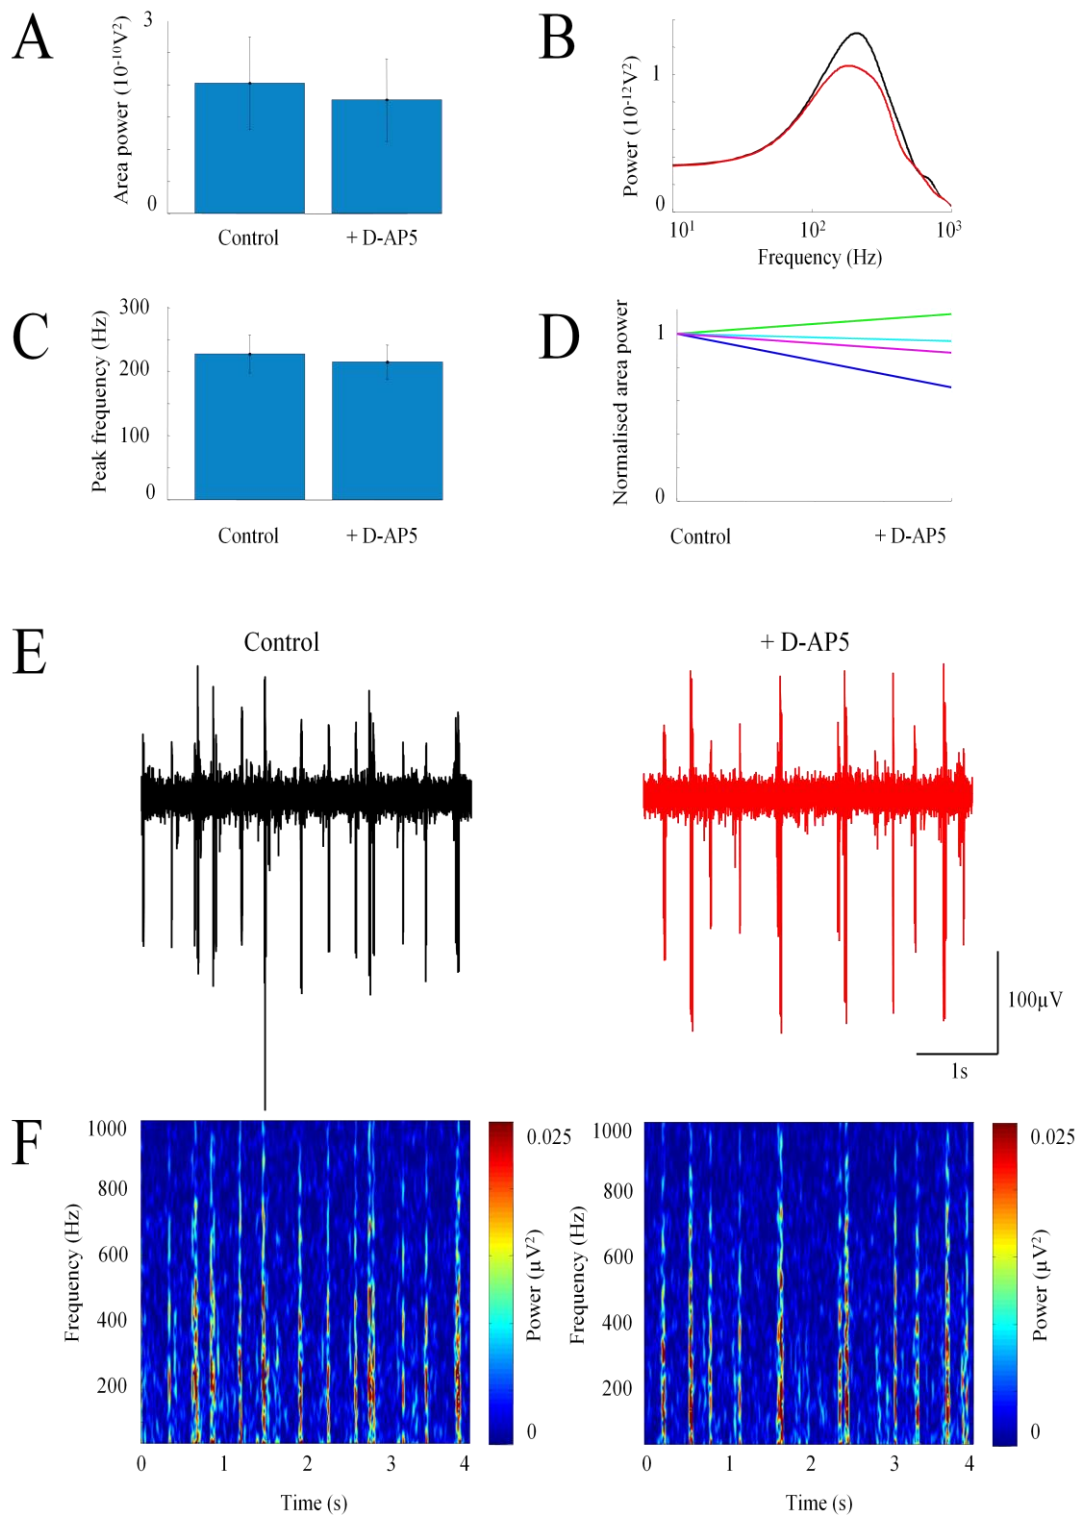 A
3
Area power (10⁻¹⁰V²)
0
Control
+ D-AP5
B
1
Power (10⁻¹²V²)
0
10¹
10²
10³
Frequency (Hz)
C
300
200
100
0
Peak frequency (Hz)
Control
+ D-AP5
D
1
Normalised area power
0
Control
+ D-AP5
E
Control
+ D-AP5
100µV
1s
F
1000
800
600
400
200
Frequency (Hz)
0
1
2
3
4
Time (s)
0.025
Power (µV²)
0
1000
800
600
400
200
Frequency (Hz)
0
1
2
3
4
Time (s)
0.025
Power (µV²)
0